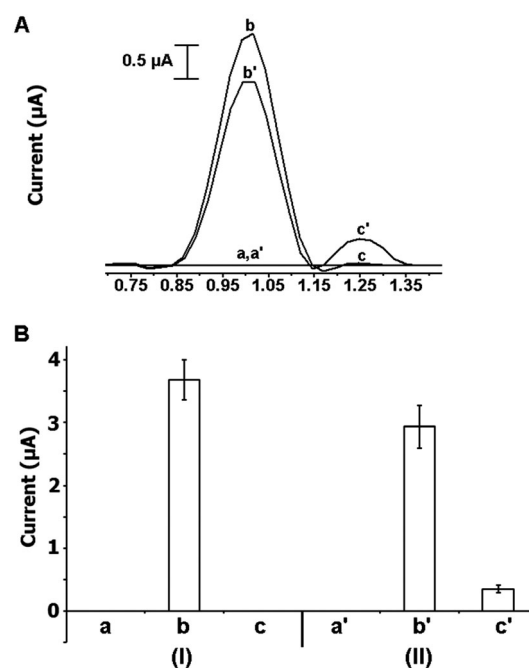 A
b
0.5 µA
b'
Current (µA)
c'
a,a'
c
0.75 0.85 0.95 1.05 1.15 1.25 1.35
B
4
3
2
1
0
Current (µA)
a b c a' b' c'
(I) (II)